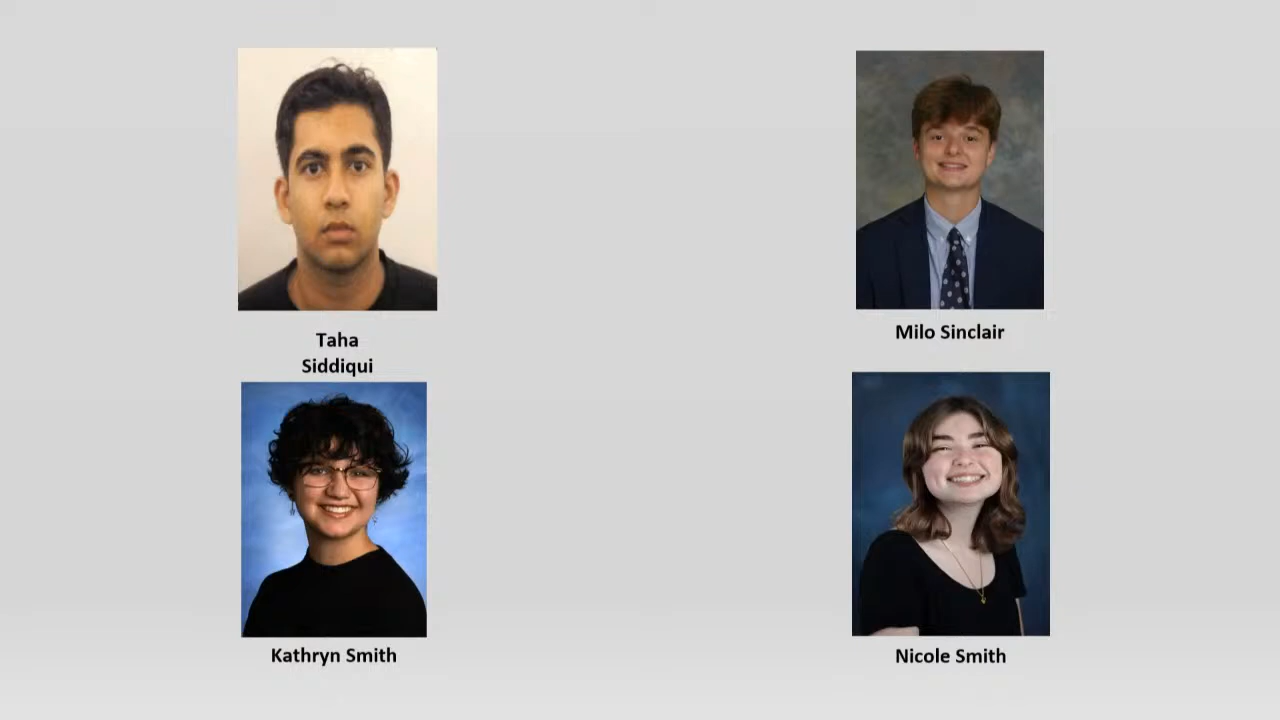 Taha
Siddiqui
Milo Sinclair
Kathryn Smith
Nicole Smith